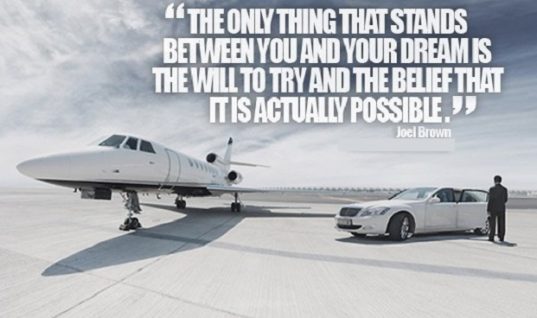 “ THE ONLY THING THAT STANDS
BETWEEN YOU AND YOUR DREAM IS
THE WILL TO TRY AND THE BELIEF THAT
IT IS ACTUALLY POSSIBLE . ”
Joel Brown